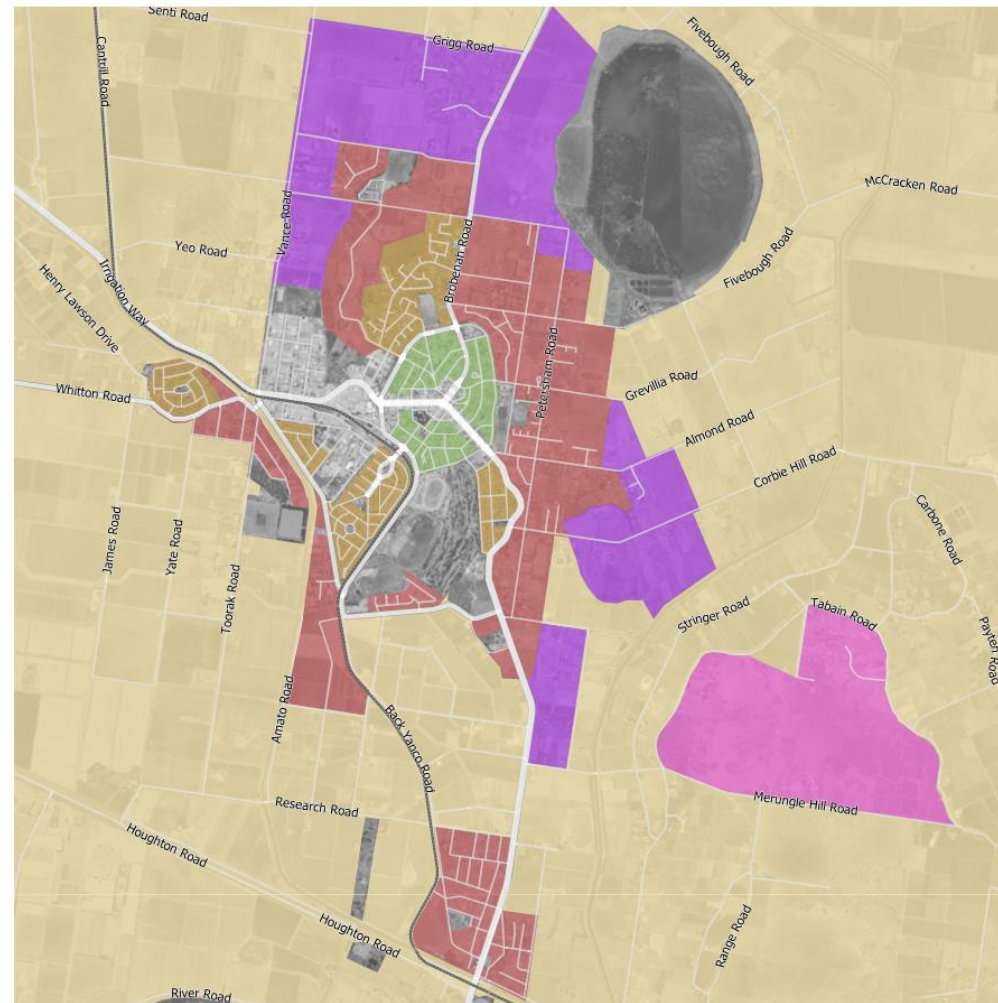 Senti Road
Cantrill Road
Grigg Road
Fivebough Road
McCracken Road
Vance Road
Yeo Road
Brobenah Road
Fivebough Road
Henry Lawson Drive
Irrigation Way
Whitton Road
Petersham Road
Grevillia Road
Almond Road
Corbie Hill Road
James Road
Yate Road
Toorak Road
Carbone Road
Stringer Road
Tabain Road
Payten Road
Amato Road
Back Yanco Road
Research Road
Merungle Hill Road
Houghton Road
Houghton Road
Range Road
River Road